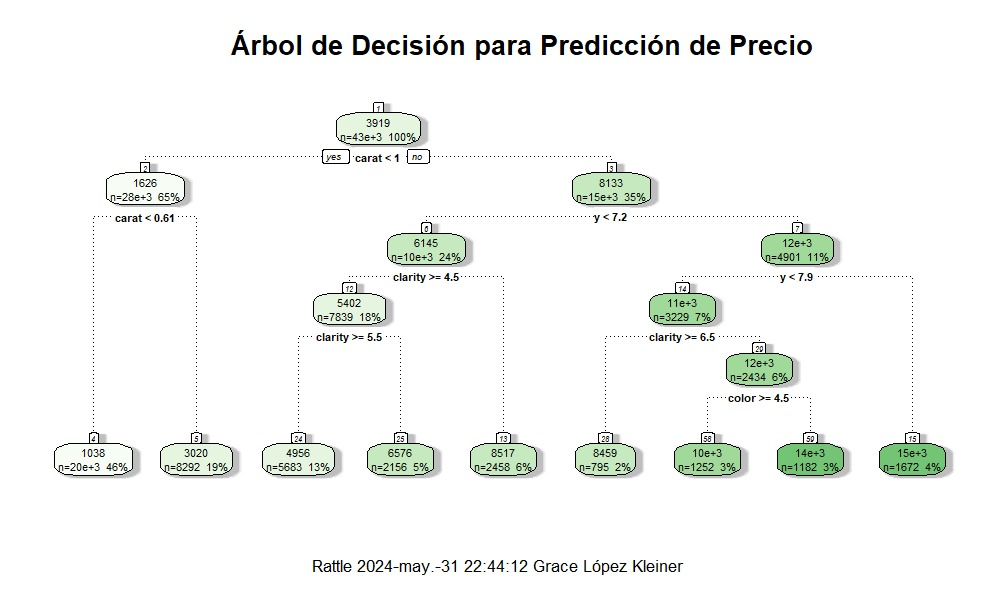 Árbol de Decisión para Predicción de Precio
1
3919
n=43e+3 100%
yes carat < 1 no
2
1626
n=28e+3 65%
3
8133
n=15e+3 35%
carat < 0.61
y < 7.2
6
6145
n=10e+3 24%
7
12e+3
n=4901 11%
clarity >= 4.5
y < 7.9
12
5402
n=7839 18%
14
11e+3
n=3229 7%
clarity >= 5.5
clarity >= 6.5
29
12e+3
n=2434 6%
color >= 4.5
4
1038
n=20e+3 46%
5
3020
n=8292 19%
24
4956
n=5683 13%
25
6576
n=2156 5%
13
8517
n=2458 6%
28
8459
n=795 2%
58
10e+3
n=1252 3%
59
14e+3
n=1182 3%
15
15e+3
n=1672 4%
Rattle 2024-may.-31 22:44:12 Grace López Kleiner